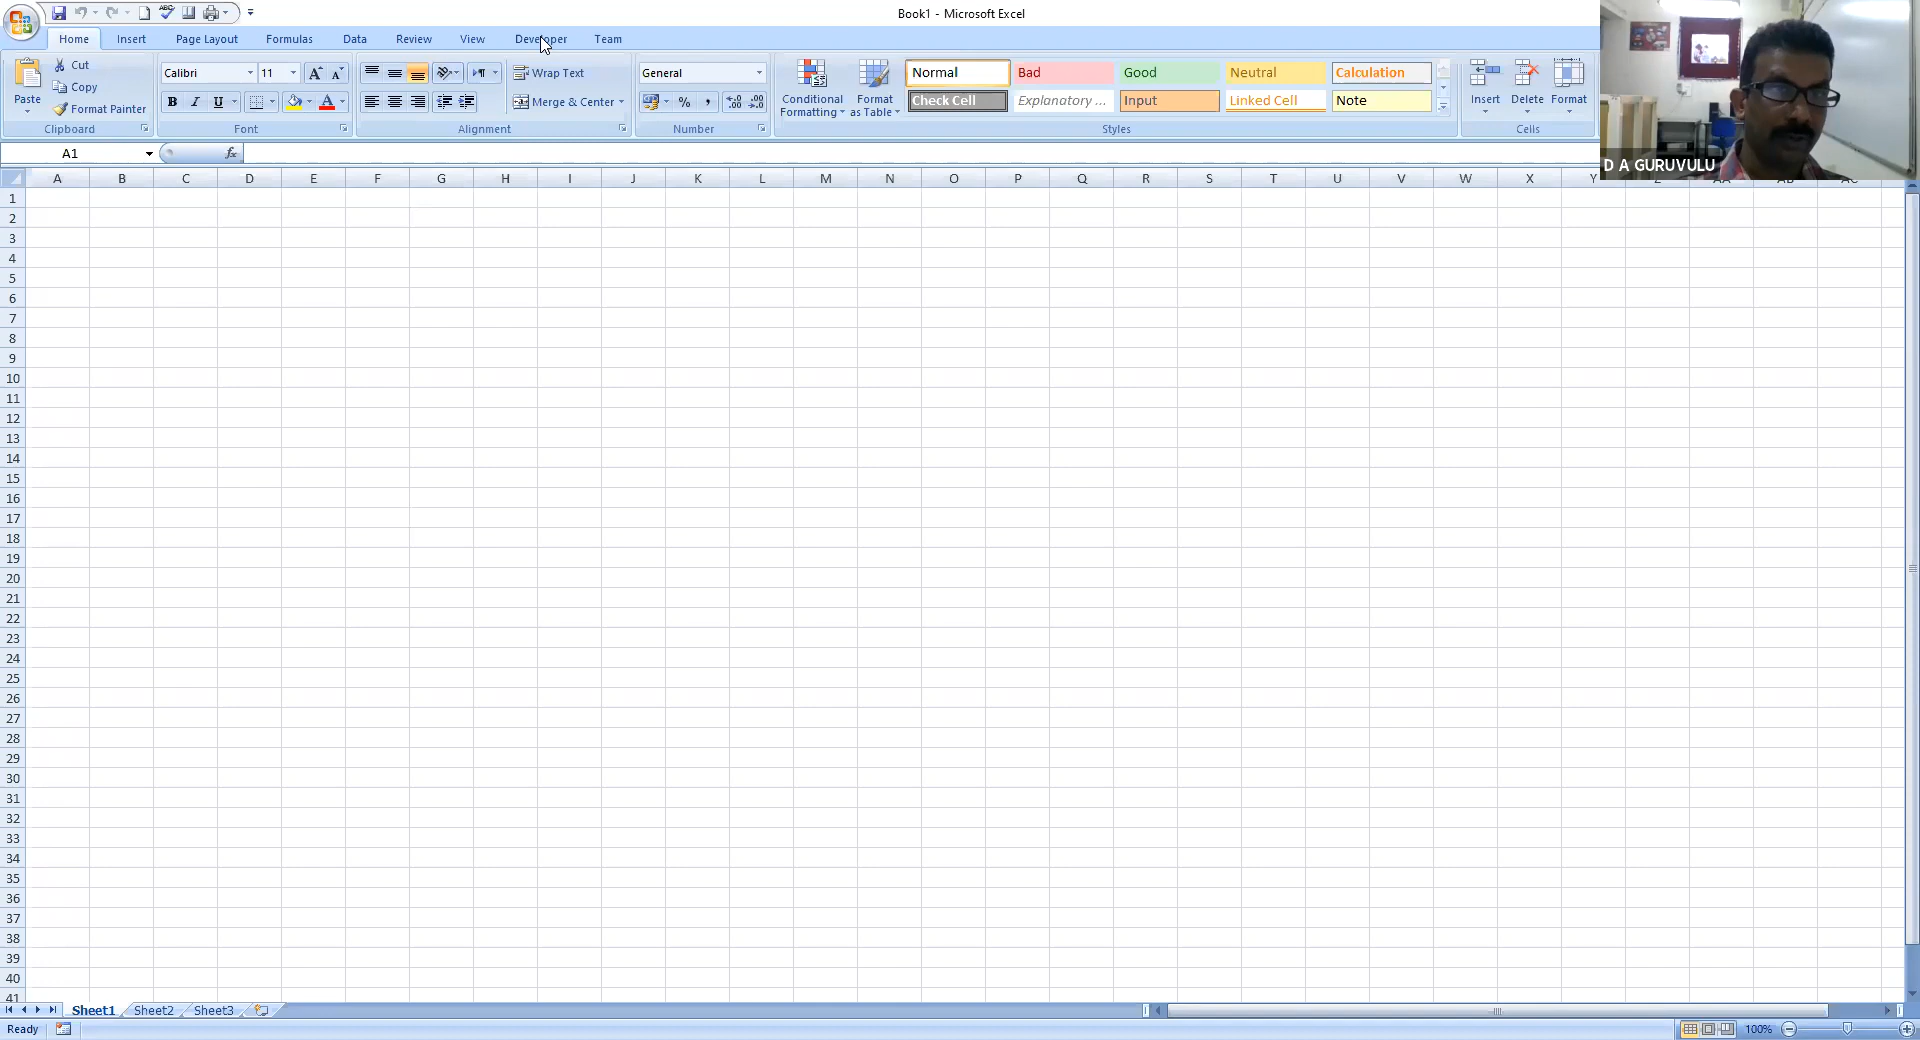 Book1 - Microsoft Excel
Home Insert Page Layout Formulas Data Review View Developer Team
Paste
Cut
Copy
Format Painter
Clipboard
Calibri 11
B I U
Font
Wrap Text
Merge & Center
Alignment
General
% ,
Number
Conditional Formatting
Format as Table
Normal Bad Good Neutral Calculation
Check Cell Explanatory ... Input Linked Cell Note
Styles
Insert Delete Format
Cells
D A GURUVULU
A1
fx
A B C D E F G H I J K L M N O P Q R S T U V W X Y Z AA AB AC
1
2
3
4
5
6
7
8
9
10
11
12
13
14
15
16
17
18
19
20
21
22
23
24
25
26
27
28
29
30
31
32
33
34
35
36
37
38
39
40
41
Sheet1 Sheet2 Sheet3
Ready
100%